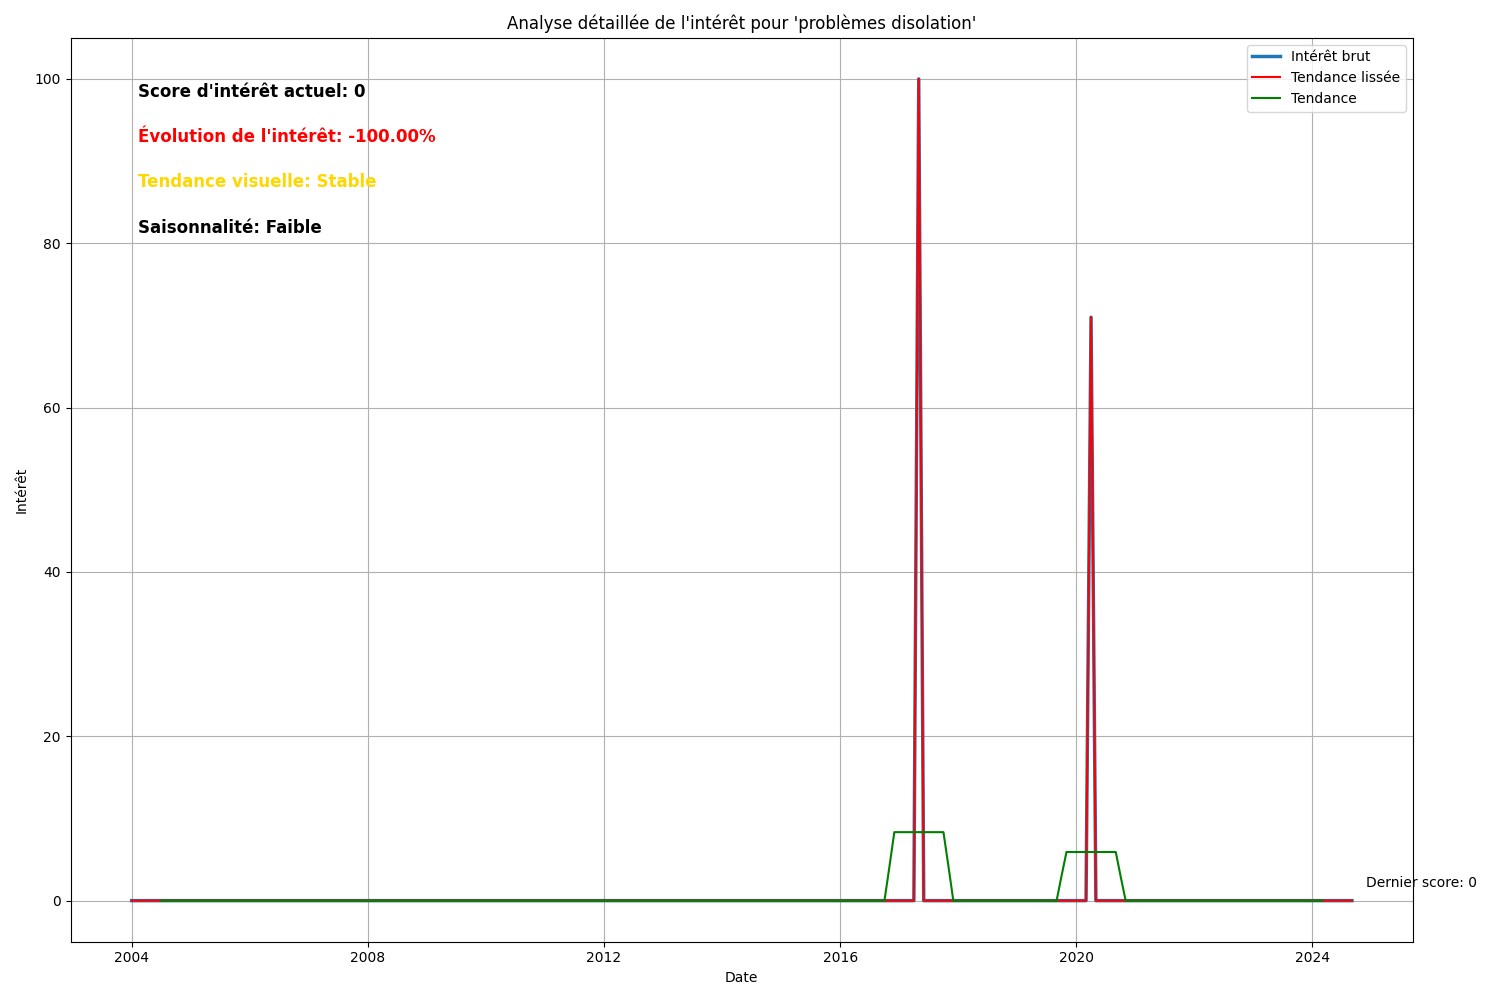 Analyse détaillée de l'intérêt pour 'problèmes disolation'
Intérêt brut
Tendance lissée
Tendance
Score d'intérêt actuel: 0
Évolution de l'intérêt: -100.00%
Tendance visuelle: Stable
Saisonnalité: Faible
100
80
60
40
20
0
Intérêt
Dernier score: 0
2004
2008
2012
2016
2020
2024
Date